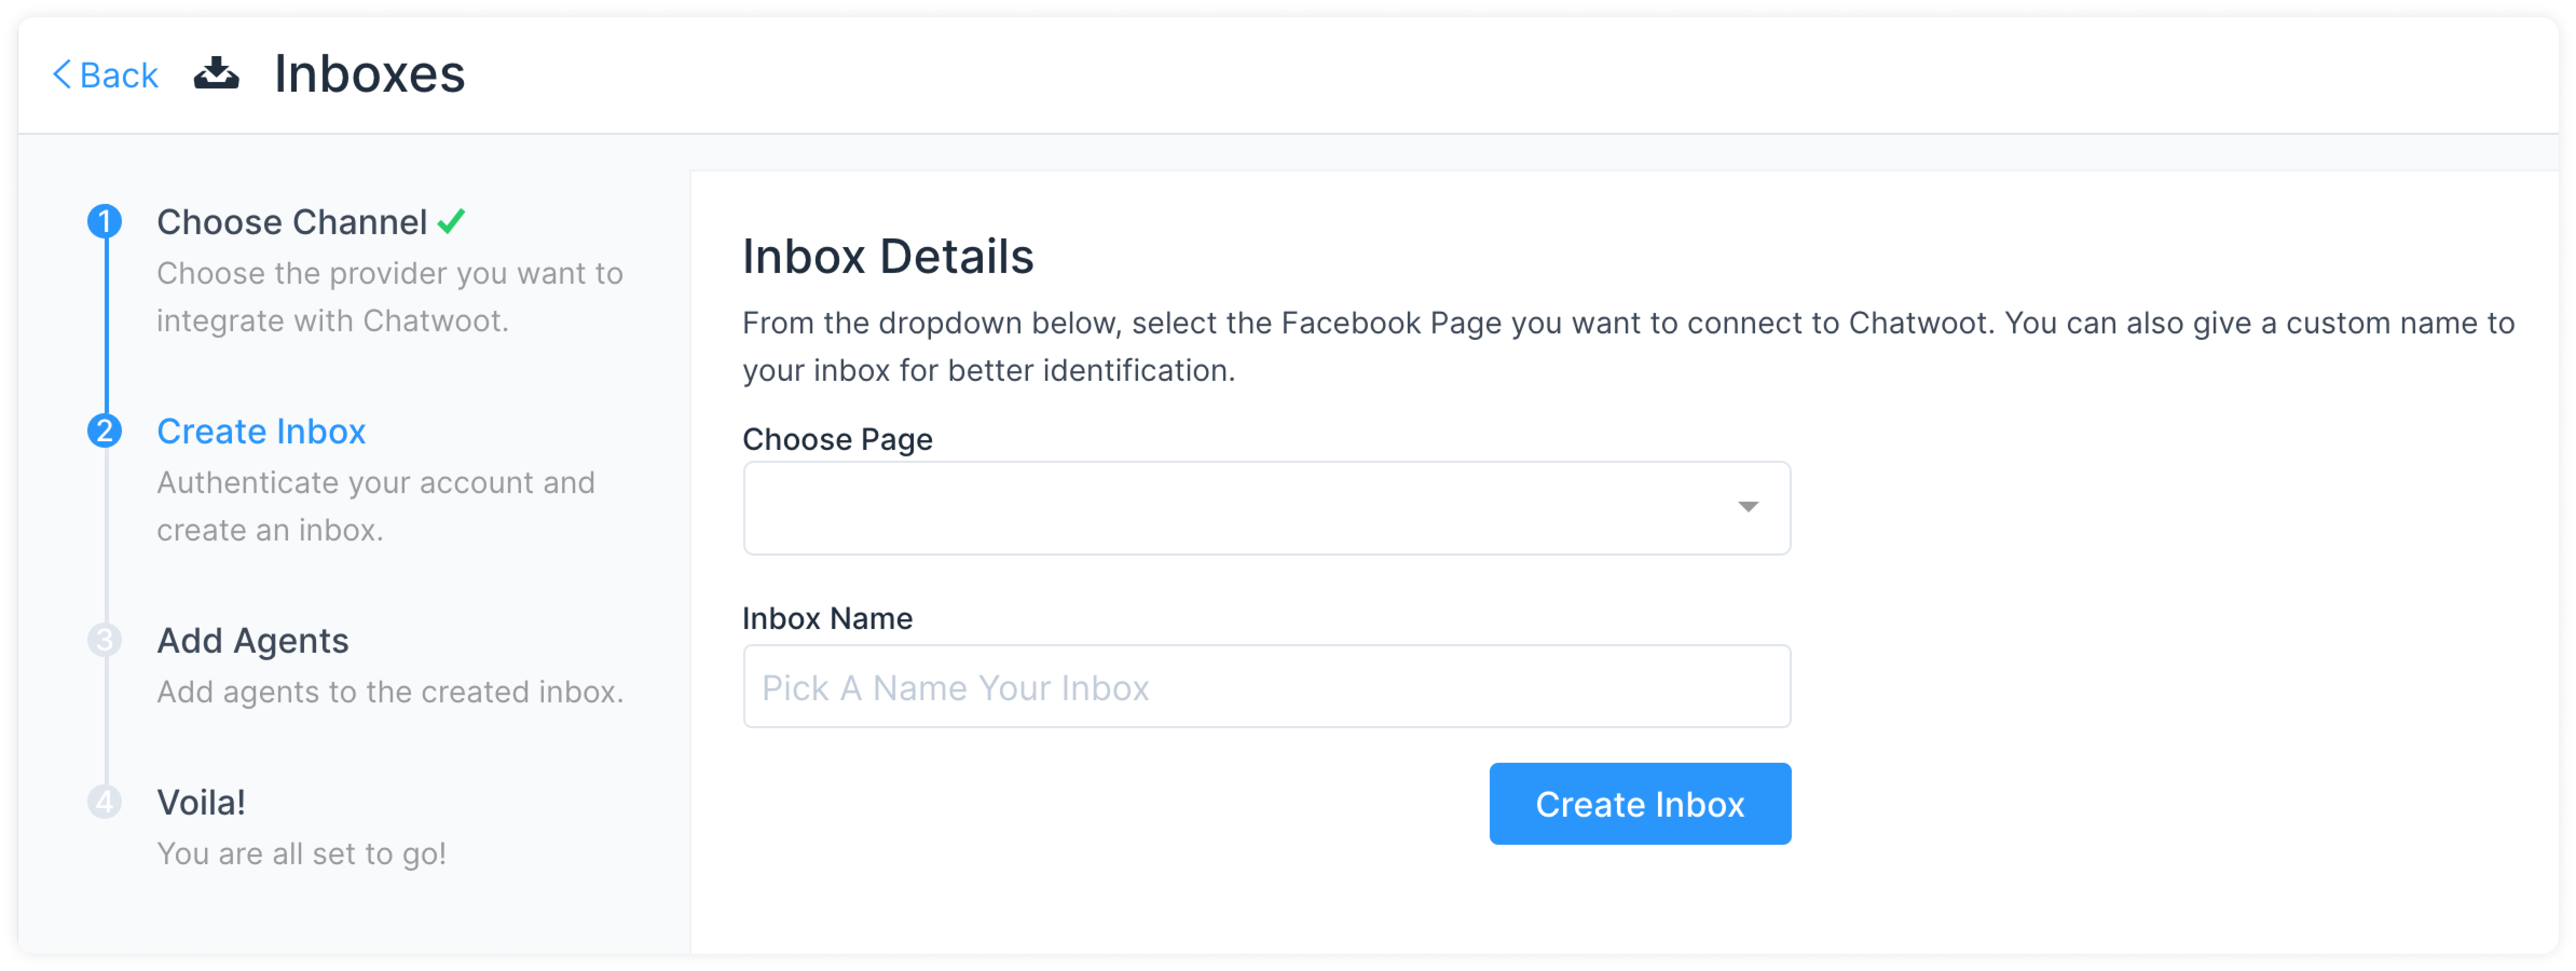 Back
Inboxes
1
Choose Channel
Choose the provider you want to
integrate with Chatwoot.
2
Create Inbox
Authenticate your account and
create an inbox.
3
Add Agents
Add agents to the created inbox.
4
Voila!
You are all set to go!
Inbox Details
From the dropdown below, select the Facebook Page you want to connect to Chatwoot. You can also give a custom name to
your inbox for better identification.
Choose Page
Inbox Name
Pick A Name Your Inbox
Create Inbox